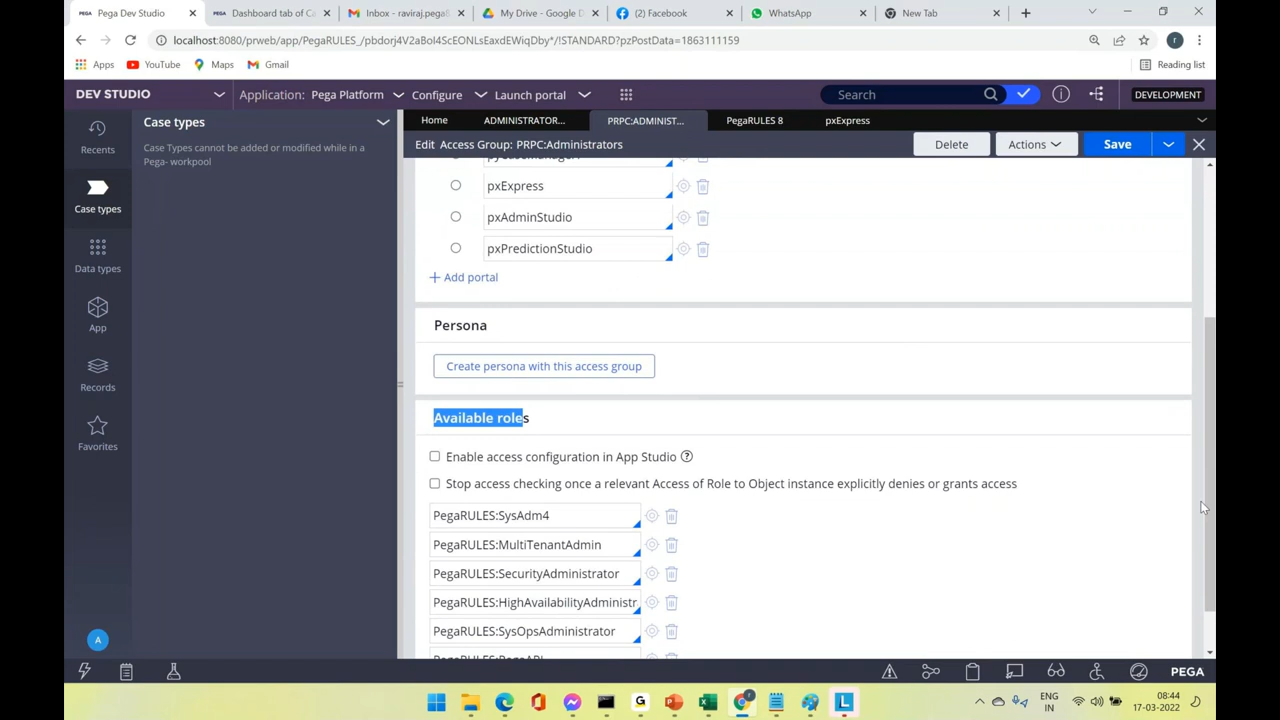 Pega Dev Studio
Dashboard tab of Ca
Inbox - raviraj.pega8
My Drive - Google D
(2) Facebook
WhatsApp
New Tab
localhost:8080/prweb/app/PegaRULES_/pbdorj4V2aBol4ScEONLsEaxdEWiqDby*/!STANDARD?pzPostData=1863111159
Apps
YouTube
Maps
Gmail
Reading list
DEV STUDIO
Application: Pega Platform
Configure
Launch portal
Search
DEVELOPMENT
Recents
Case types
Data types
App
Records
Favorites
A
Case types
Case Types cannot be added or modified while in a
Pega- workpool
Home
ADMINISTRATOR...
PRPC:ADMINIST...
PegaRULES 8
pxExpress
Edit Access Group: PRPC:Administrators
Delete
Actions
Save
pxExpress
pxAdminStudio
pxPredictionStudio
+ Add portal
Persona
Create persona with this access group
Available roles
Enable access configuration in App Studio ?
Stop access checking once a relevant Access of Role to Object instance explicitly denies or grants access
PegaRULES:SysAdm4
PegaRULES:MultiTenantAdmin
PegaRULES:SecurityAdministrator
PegaRULES:HighAvailabilityAdministr
PegaRULES:SysOpsAdministrator
PegaRULES:PegaAPI
PEGA
ENG
IN
08:44
17-03-2022